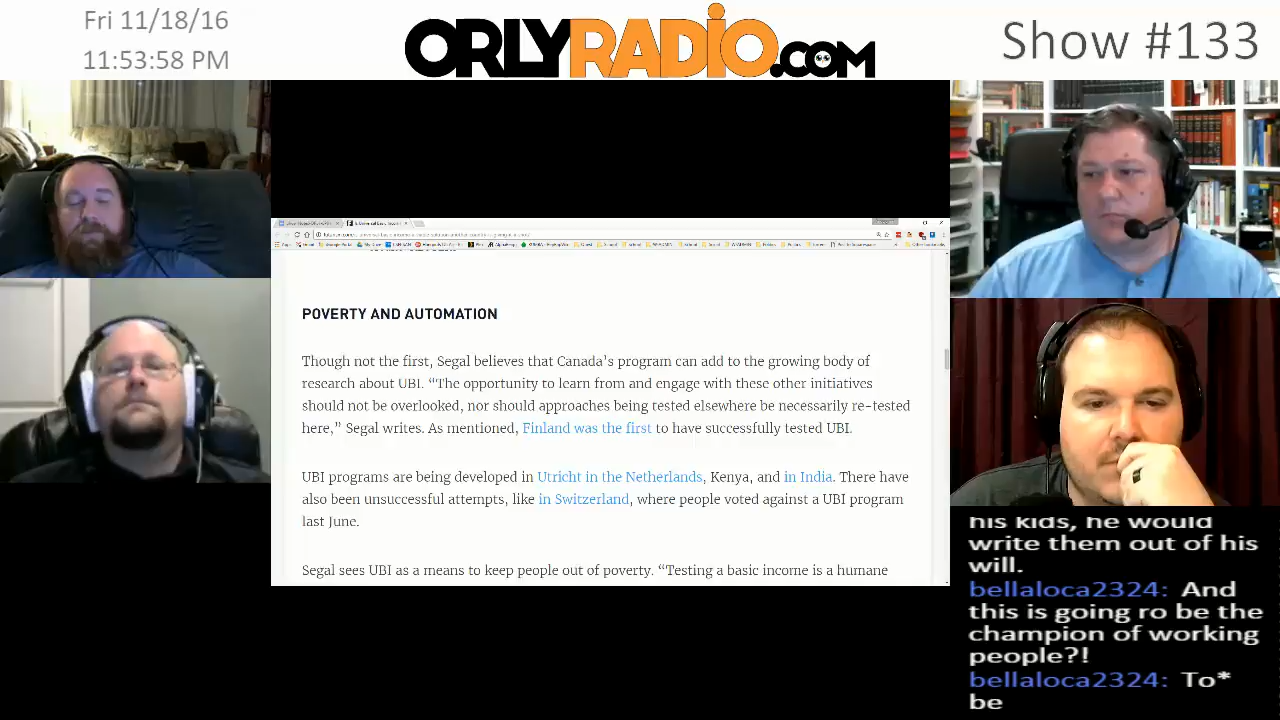 Fri 11/18/16
11:53:58 PM
ORLYRADiO.COM
Show #133
POVERTY AND AUTOMATION
Though not the first, Segal believes that Canada’s program can add to the growing body of
research about UBI. “The opportunity to learn from and engage with these other initiatives
should not be overlooked, nor should approaches being tested elsewhere be necessarily re-tested
here,” Segal writes. As mentioned, Finland was the first to have successfully tested UBI.
UBI programs are being developed in Utricht in the Netherlands, Kenya, and in India. There have
also been unsuccessful attempts, like in Switzerland, where people voted against a UBI program
last June.
Segal sees UBI as a means to keep people out of poverty. “Testing a basic income is a humane
his kids, he would
write them out of his
will.
bellaloca2324: And
this is going ro be the
champion of working
people?!
bellaloca2324: To*
be